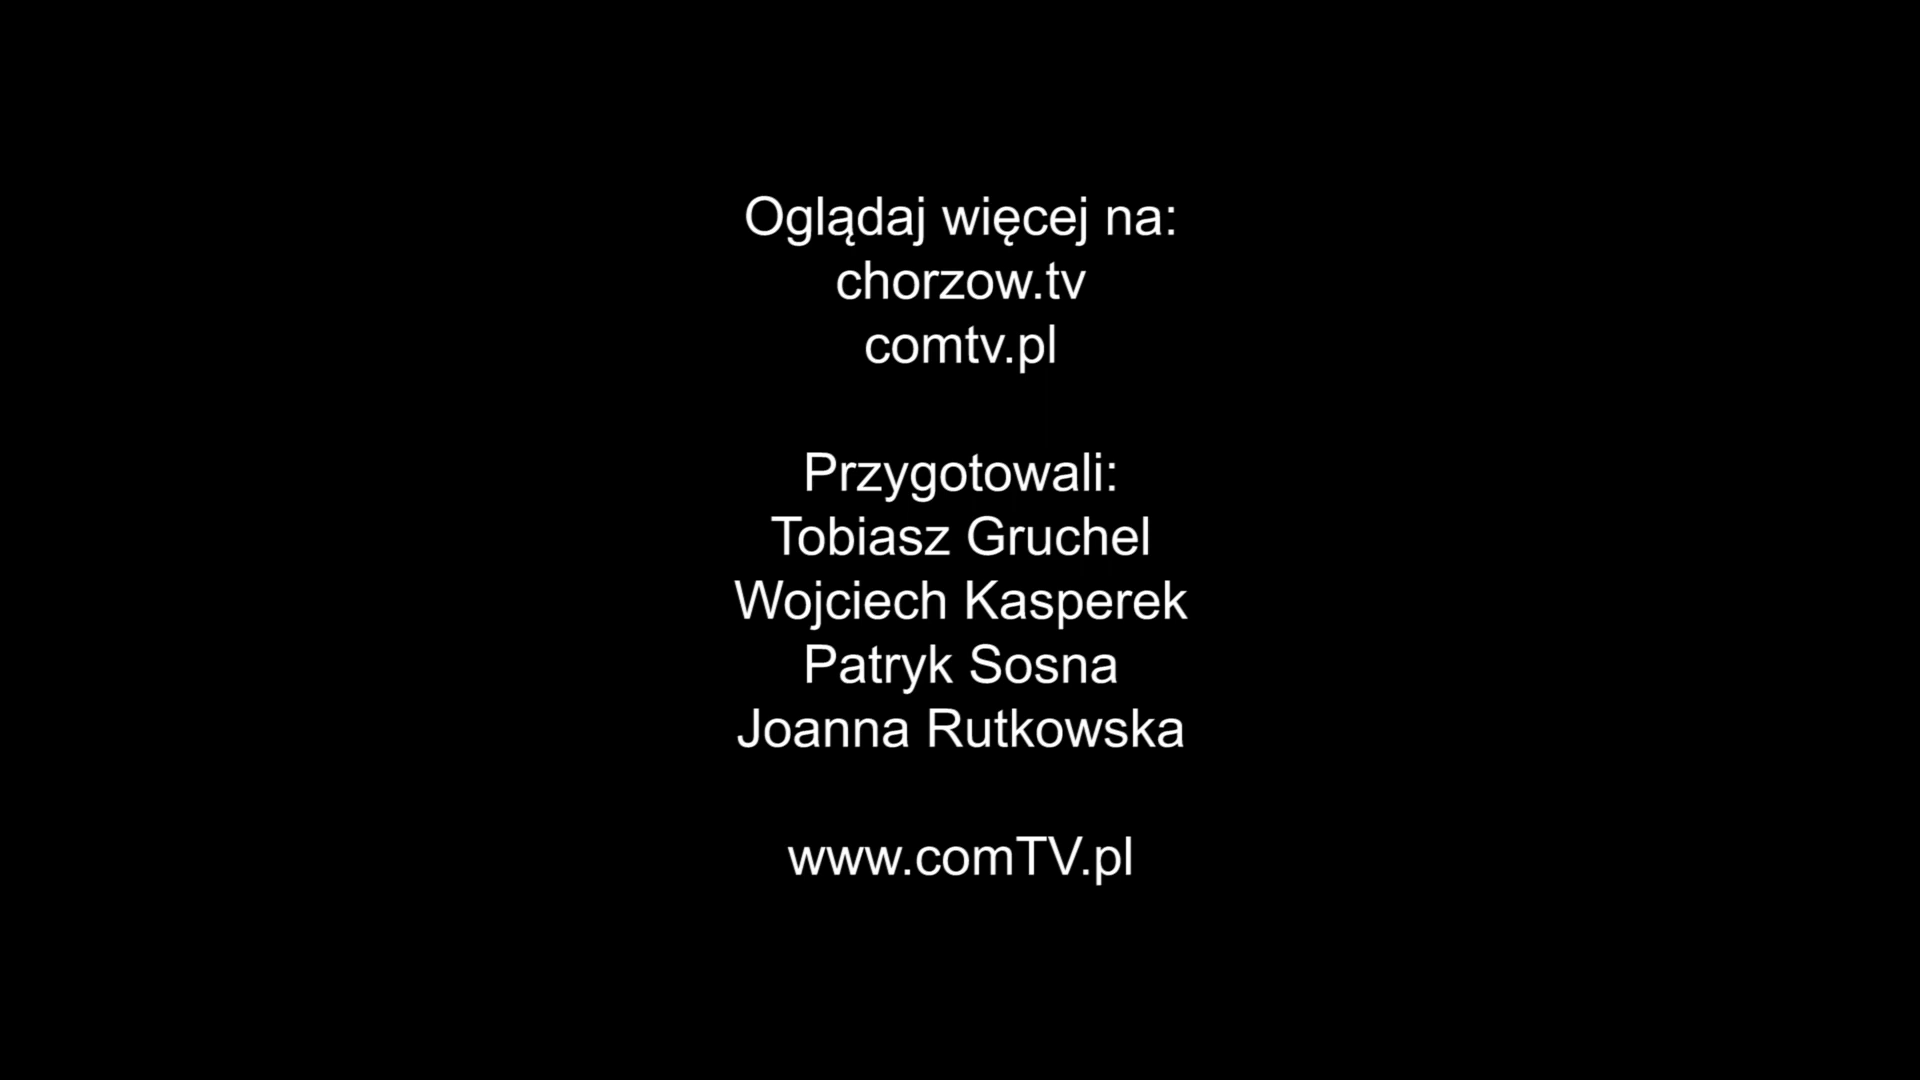 Oglądaj więcej na:
chorzow.tv
comtv.pl
Przygotowali:
Tobiasz Gruchel
Wojciech Kasperek
Patryk Sosna
Joanna Rutkowska
www.comTV.pl